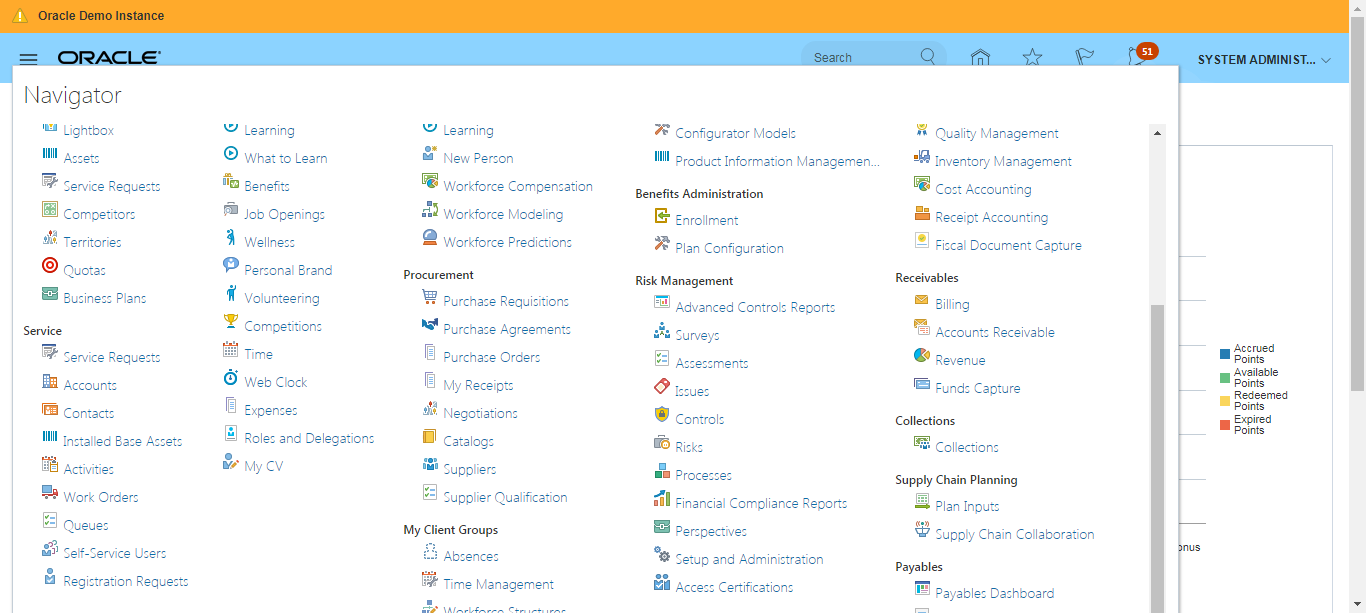 Oracle Demo Instance
ORACLE®
Search
51
SYSTEM ADMINIST...
Navigator
Lightbox
Assets
Service Requests
Competitors
Territories
Quotas
Business Plans
Service
Service Requests
Accounts
Contacts
Installed Base Assets
Activities
Work Orders
Queues
Self-Service Users
Registration Requests
Learning
What to Learn
Benefits
Job Openings
Wellness
Personal Brand
Volunteering
Competitions
Time
Web Clock
Expenses
Roles and Delegations
My CV
Learning
New Person
Workforce Compensation
Workforce Modeling
Workforce Predictions
Procurement
Purchase Requisitions
Purchase Agreements
Purchase Orders
My Receipts
Negotiations
Catalogs
Suppliers
Supplier Qualification
My Client Groups
Absences
Time Management
Workforce Structures
Configurator Models
Product Information Managemen...
Benefits Administration
Enrollment
Plan Configuration
Risk Management
Advanced Controls Reports
Surveys
Assessments
Issues
Controls
Risks
Processes
Financial Compliance Reports
Perspectives
Setup and Administration
Access Certifications
Quality Management
Inventory Management
Cost Accounting
Receipt Accounting
Fiscal Document Capture
Receivables
Billing
Accounts Receivable
Revenue
Funds Capture
Collections
Collections
Supply Chain Planning
Plan Inputs
Supply Chain Collaboration
Payables
Payables Dashboard
Accrued
Points
Available
Points
Redeemed
Points
Expired
Points
onus